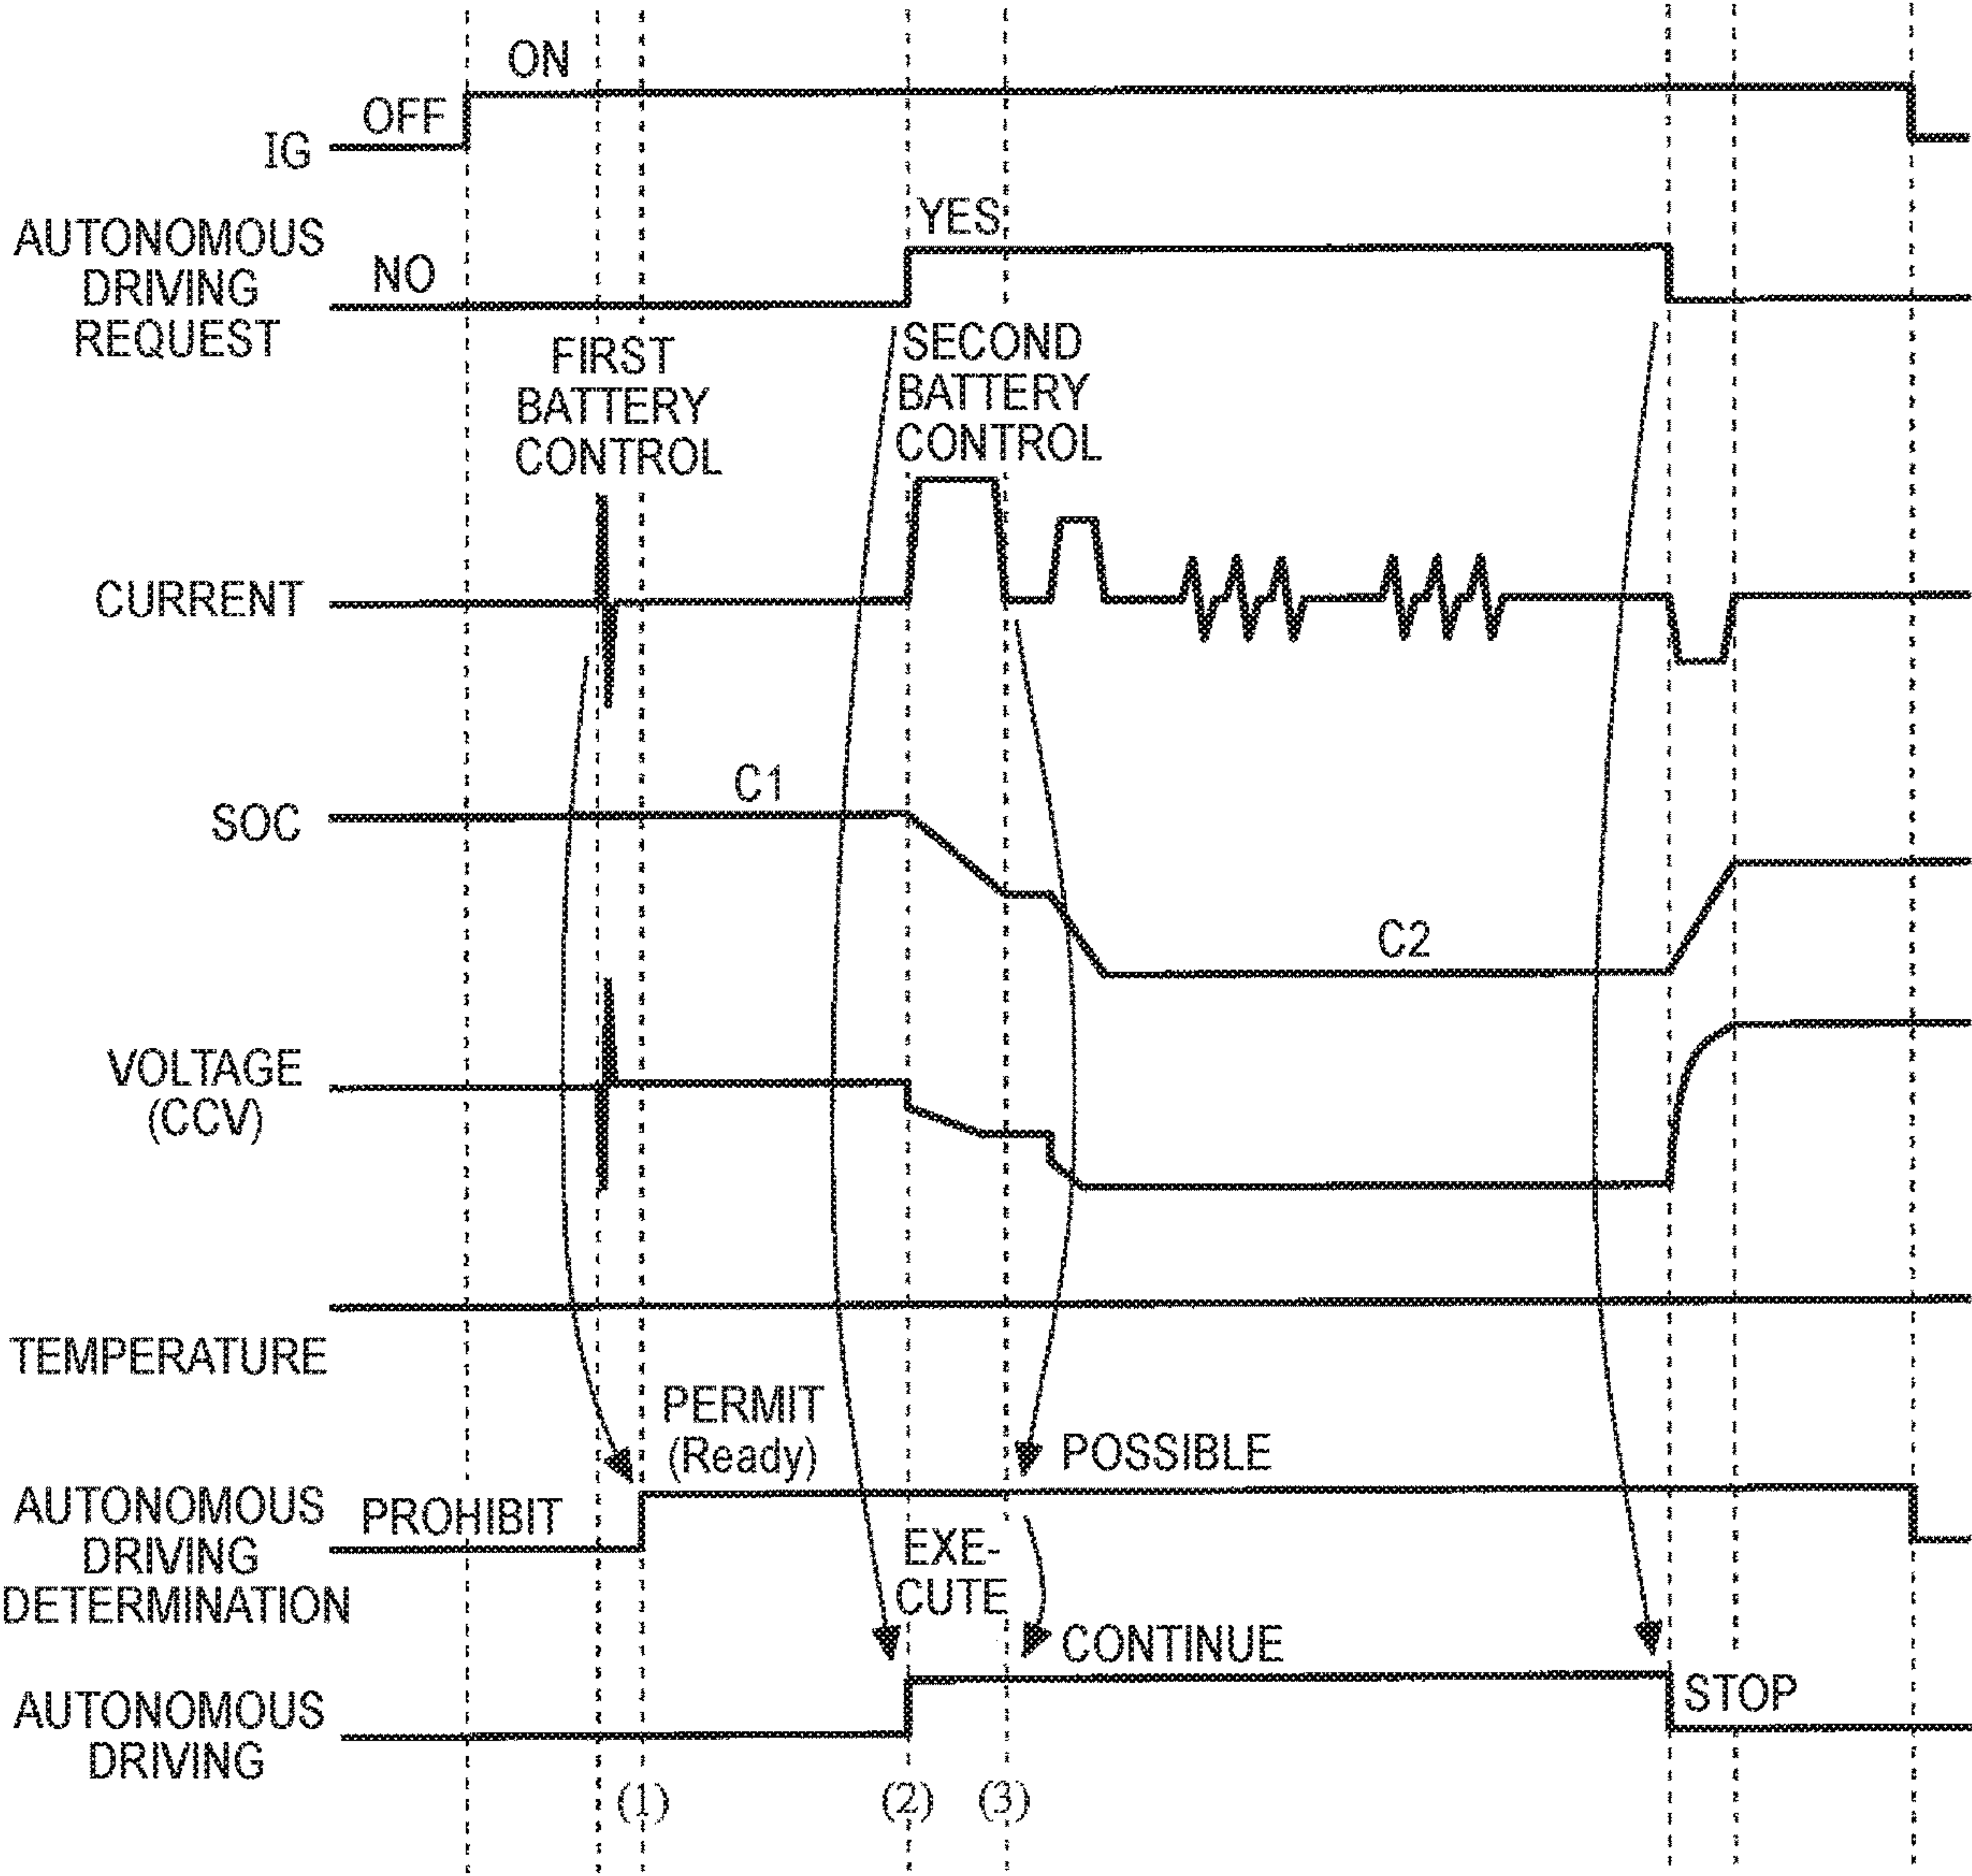 ON
OFF
IG
YES
AUTONOMOUS
DRIVING
REQUEST
NO
FIRST
BATTERY
CONTROL
SECOND
BATTERY
CONTROL
CURRENT
C1
SOC
C2
VOLTAGE
(CCV)
TEMPERATURE
PERMIT
(Ready)
POSSIBLE
PROHIBIT
AUTONOMOUS
DRIVING
DETERMINATION
EXE-
CUTE
CONTINUE
STOP
AUTONOMOUS
DRIVING
(1)
(2)
(3)